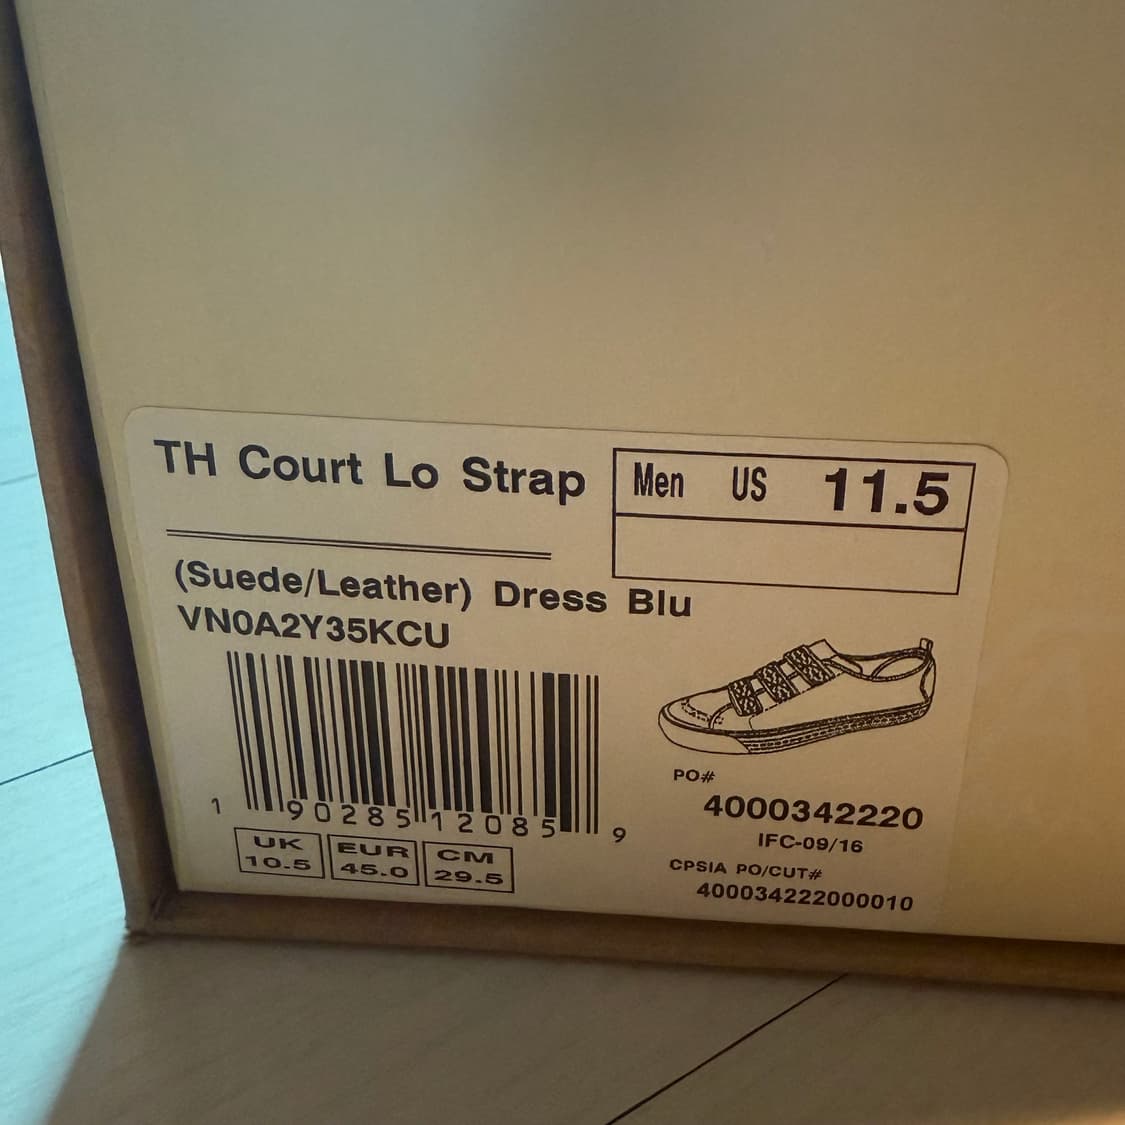 TH Court Lo Strap
Men US 11.5
(Suede/Leather) Dress Blu
VN0A2Y35KCU
1 90285 12085 9
PO#
4000342220
IFC-09/16
CPSIA PO/CUT#
400034222000010
UK EUR CM
10.5 45.0 29.5